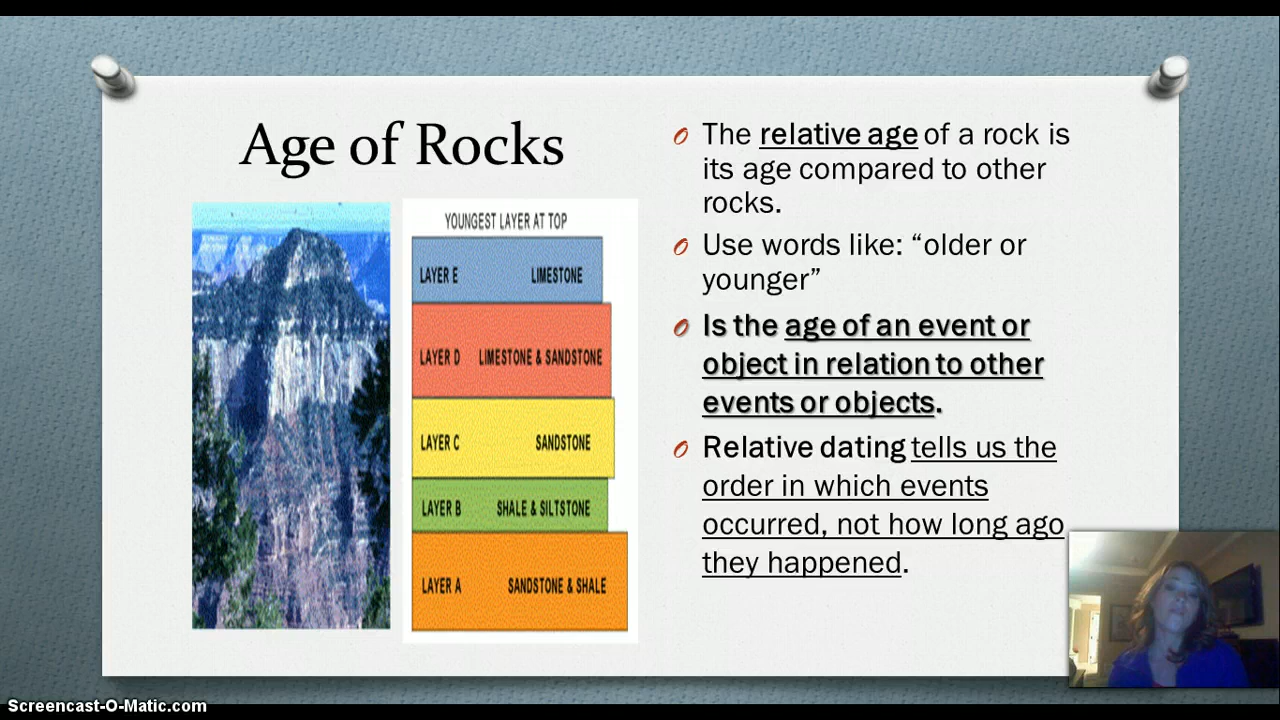 Age of Rocks
YOUNGEST LAYER AT TOP
LAYER E LIMESTONE
LAYER D LIMESTONE & SANDSTONE
LAYER C SANDSTONE
LAYER B SHALE & SILTSTONE
LAYER A SANDSTONE & SHALE
The relative age of a rock is
its age compared to other
rocks.
Use words like: “older or
younger”
Is the age of an event or
object in relation to other
events or objects.
Relative dating tells us the
order in which events
occurred, not how long ago
they happened.
Screencast-O-Matic.com